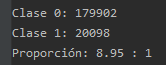 Clase 0: 179902
Clase 1: 20098
Proporción: 8.95 : 1